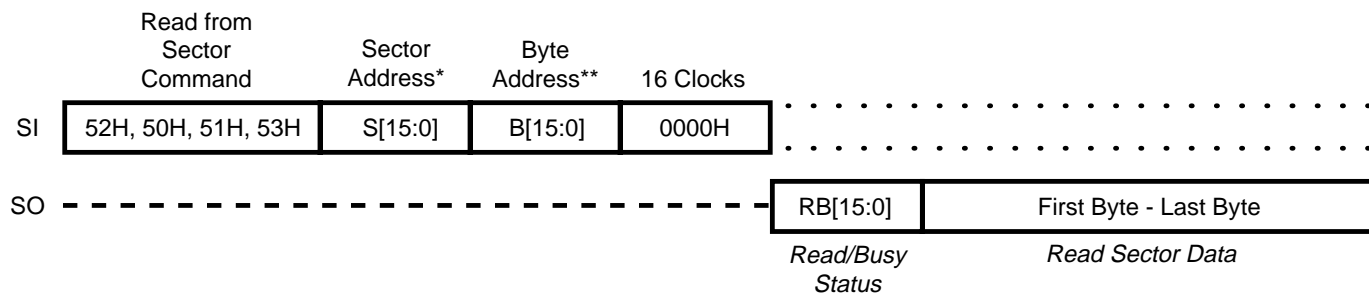 Read from
Sector
Command
Sector
Address*
Byte
Address**
16 Clocks
SI
52H, 50H, 51H, 53H
S[15:0]
B[15:0]
0000H
SO
RB[15:0]
First Byte - Last Byte
Read/Busy
Status
Read Sector Data